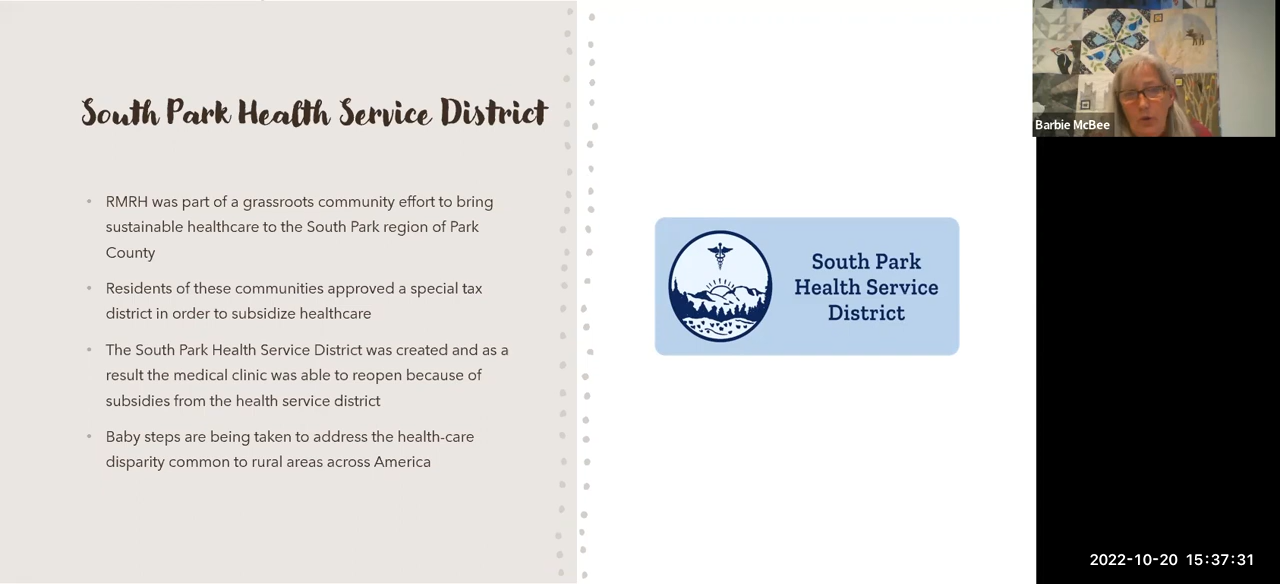 South Park Health Service District
• RMRH was part of a grassroots community effort to bring
sustainable healthcare to the South Park region of Park
County
• Residents of these communities approved a special tax
district in order to subsidize healthcare
• The South Park Health Service District was created and as a
result the medical clinic was able to reopen because of
subsidies from the health service district
• Baby steps are being taken to address the health-care
disparity common to rural areas across America
South Park
Health Service
District
Barbie McBee
2022-10-20 15:37:31